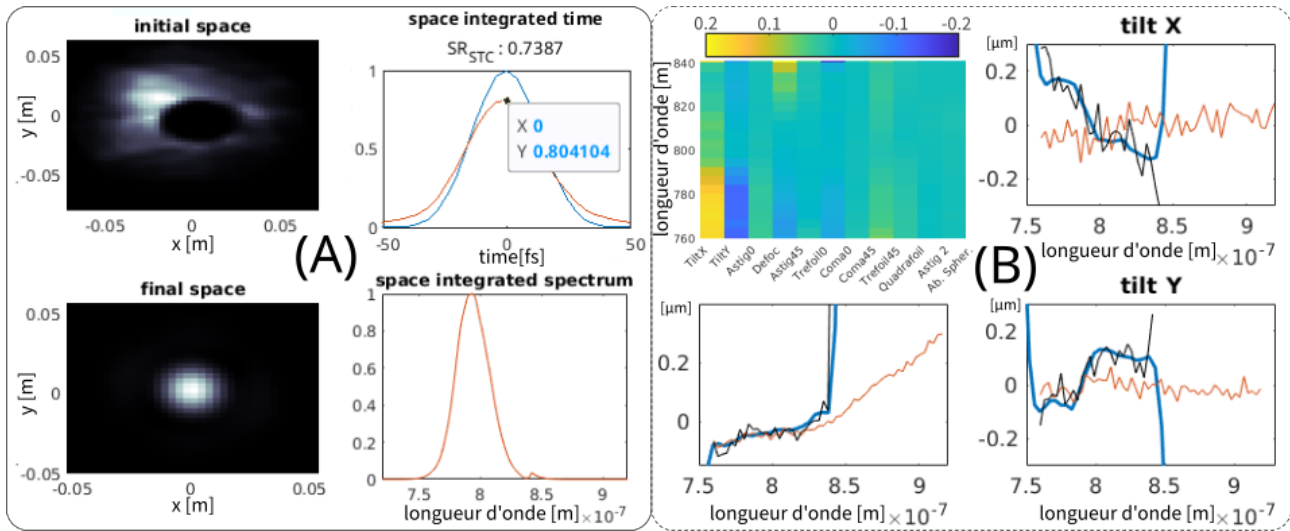 initial space
y [m]
0.05
0
-0.05
-0.05
0
0.05
x [m]
space integrated time
SR_STC : 0.7387
1
0.5
0
X 0
Y 0.804104
-50
0
50
time[fs]
(A)
final space
y [m]
0.05
0
-0.05
-0.05
0
0.05
x [m]
space integrated spectrum
1
0.8
0.6
0.4
0.2
0
7.5
8
8.5
9
longueur d'onde [m]×10⁻⁷
0.2
0.1
0
-0.1
-0.2
longueur d'onde [m]
840
820
800
780
760
TiltX
TiltY
Astig0
Defoc
Astig45
Trefoil0
Coma0
Coma45
Trefoil45
Quadrafoil
Astig 2
Ab. Spher.
tilt X
[µm]
0.2
0
-0.2
7.5
8
8.5
9
longueur d'onde [m]×10⁻⁷
(B)
[µm]
0.2
0
7.5
8
8.5
9
longueur d'onde [m]×10⁻⁷
tilt Y
[µm]
0.2
0
-0.2
7.5
8
8.5
9
longueur d'onde [m]×10⁻⁷